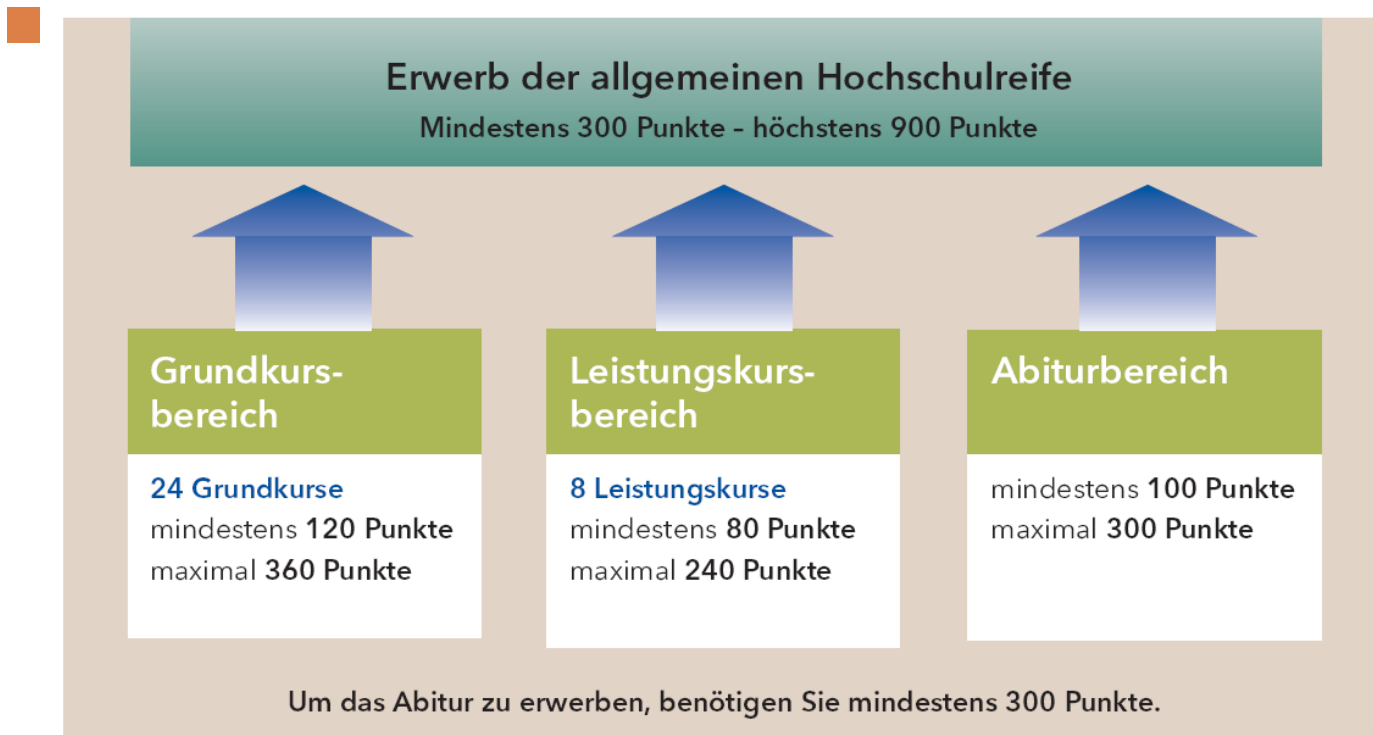 Erwerb der allgemeinen Hochschulreife
Mindestens 300 Punkte – höchstens 900 Punkte
Grundkurs-
bereich
24 Grundkurse
mindestens 120 Punkte
maximal 360 Punkte
Leistungskurs-
bereich
8 Leistungskurse
mindestens 80 Punkte
maximal 240 Punkte
Abiturbereich
mindestens 100 Punkte
maximal 300 Punkte
Um das Abitur zu erwerben, benötigen Sie mindestens 300 Punkte.